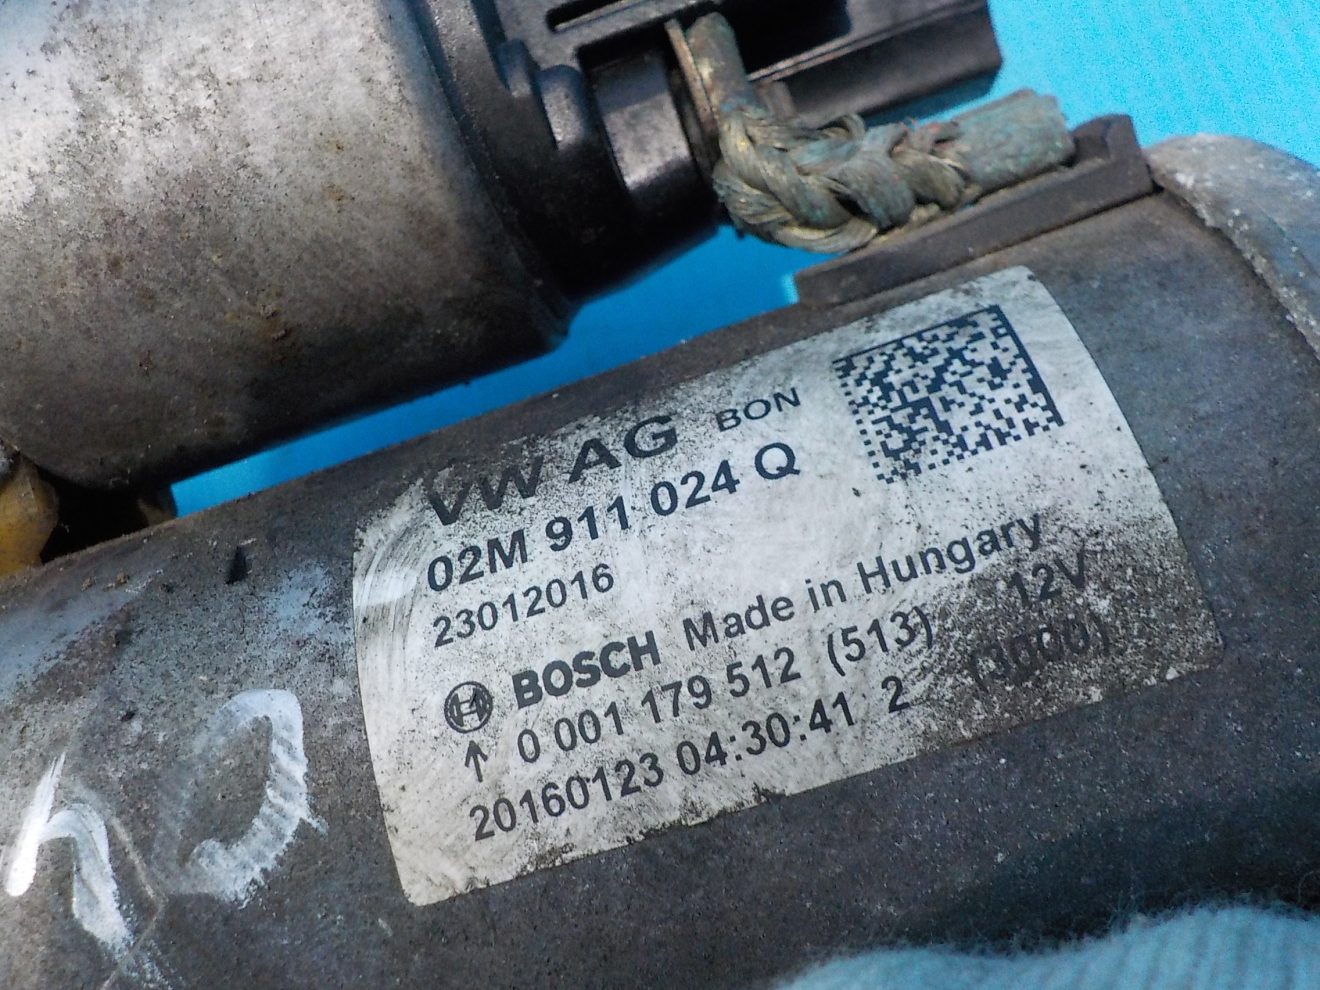 VW AG BON
02M 911 024 Q
23012016
BOSCH Made in Hungary
0 001 179 512 (513) 12V
20160123 04:30:41 2 (3000)